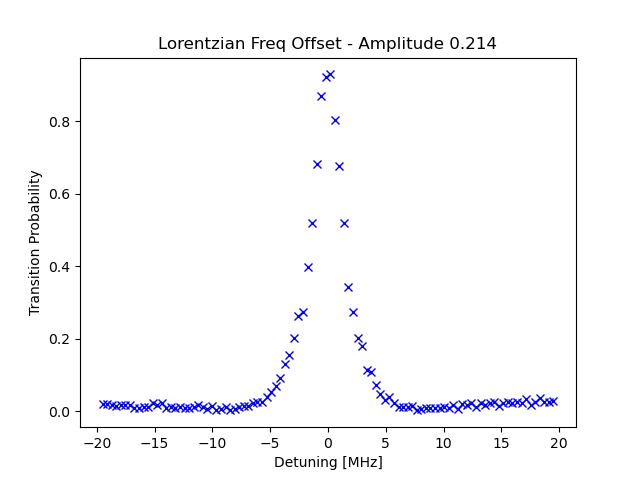 Lorentzian Freq Offset - Amplitude 0.214
Transition Probability
0.8
0.6
0.4
0.2
0.0
−20 −15 −10 −5 0 5 10 15 20
Detuning [MHz]